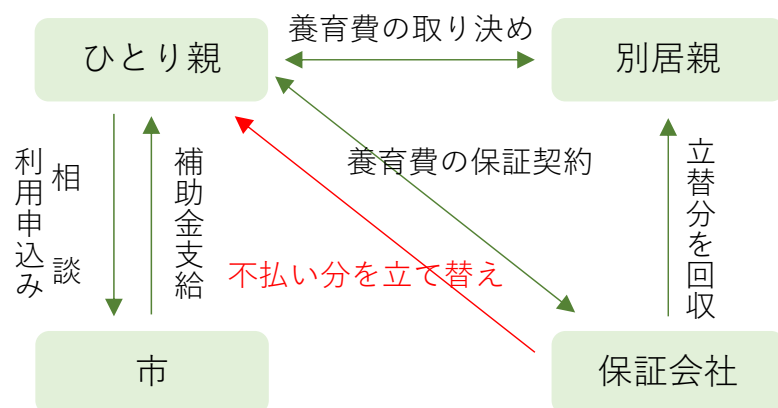 養育費の取り決め
ひとり親
別居親
相談
利用申込み
補助金支給
養育費の保証契約
立替分を回収
不払い分を立て替え
市
保証会社